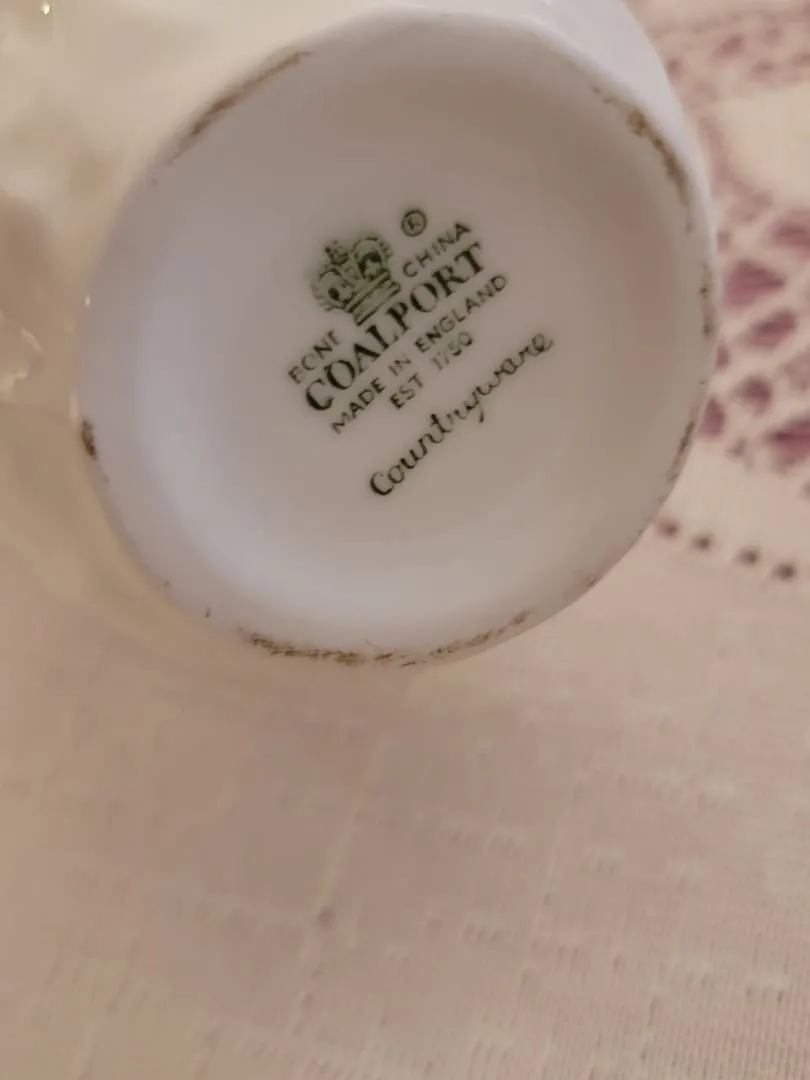 ®
BONE CHINA
COALPORT
MADE IN ENGLAND
EST 1750
Countryware